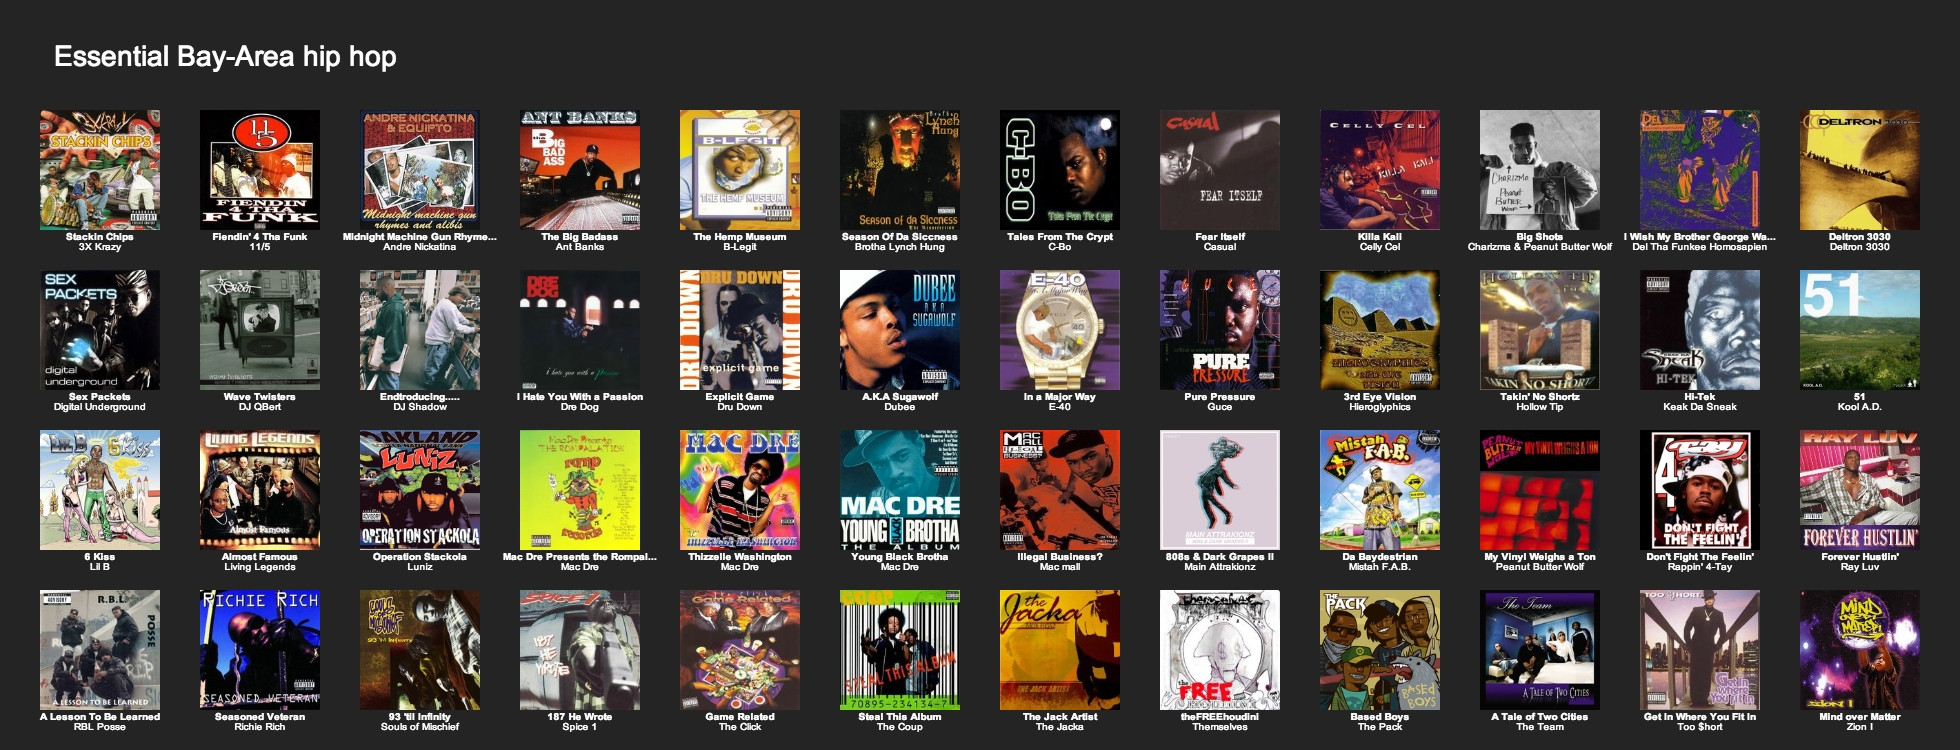 Essential Bay-Area hip hop
Stackin Chips
3X Krazy
Fiendin' 4 Tha Funk
11/5
Midnight Machine Gun Rhyme...
Andre Nickatina
The Big Badass
Ant Banks
The Hemp Museum
B-Legit
Season Of Da Siccness
Brotha Lynch Hung
Tales From The Crypt
C-Bo
Fear Itself
Casual
Killa Kali
Celly Cel
Big Shots
Charizma & Peanut Butter Wolf
I Wish My Brother George Wa...
Del Tha Funkee Homosapien
Deltron 3030
Deltron 3030
Sex Packets
Digital Underground
Wave Twisters
DJ QBert
Endtroducing.....
DJ Shadow
I Hate You With a Passion
Dre Dog
Explicit Game
Dru Down
A.K.A Sugawolf
Dubee
In a Major Way
E-40
Pure Pressure
Guce
3rd Eye Vision
Hieroglyphics
Takin' No Shortz
Hollow Tip
Hi-Tek
Keak Da Sneak
51
Kool A.D.
6 Kiss
Lil B
Almost Famous
Living Legends
Operation Stackola
Luniz
Mac Dre Presents the Rompal...
Mac Dre
Thizzelle Washington
Mac Dre
Young Black Brotha
Mac Dre
Illegal Business?
Mac mall
808s & Dark Grapes II
Main Attrakionz
Da Baydestrian
Mistah F.A.B.
My Vinyl Weighs a Ton
Peanut Butter Wolf
Don't Fight The Feelin'
Rappin' 4-Tay
Forever Hustlin'
Ray Luv
A Lesson To Be Learned
RBL Posse
Seasoned Veteran
Richie Rich
93 'til Infinity
Souls of Mischief
187 He Wrote
Spice 1
Game Related
The Click
Steal This Album
The Coup
The Jack Artist
The Jacka
theFREEhoudini
Themselves
Based Boys
The Pack
A Tale of Two Cities
The Team
Get In Where You Fit In
Too $hort
Mind over Matter
Zion I